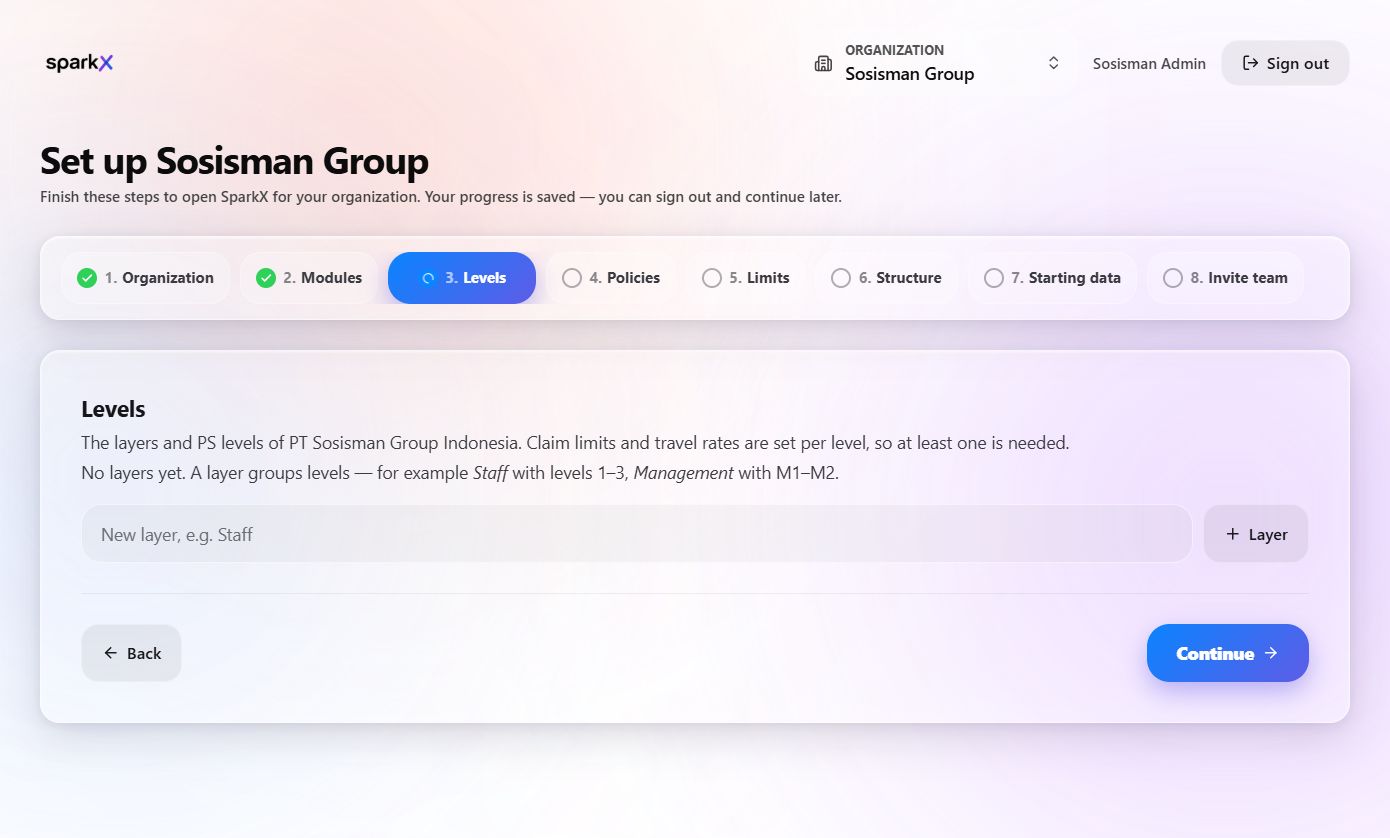 sparkX
ORGANIZATION
Sosisman Group
Sosisman Admin
Sign out
Set up Sosisman Group
Finish these steps to open SparkX for your organization. Your progress is saved — you can sign out and continue later.
1. Organization
2. Modules
3. Levels
4. Policies
5. Limits
6. Structure
7. Starting data
8. Invite team
Levels
The layers and PS levels of PT Sosisman Group Indonesia. Claim limits and travel rates are set per level, so at least one is needed.
No layers yet. A layer groups levels — for example Staff with levels 1–3, Management with M1–M2.
New layer, e.g. Staff
+ Layer
← Back
Continue →